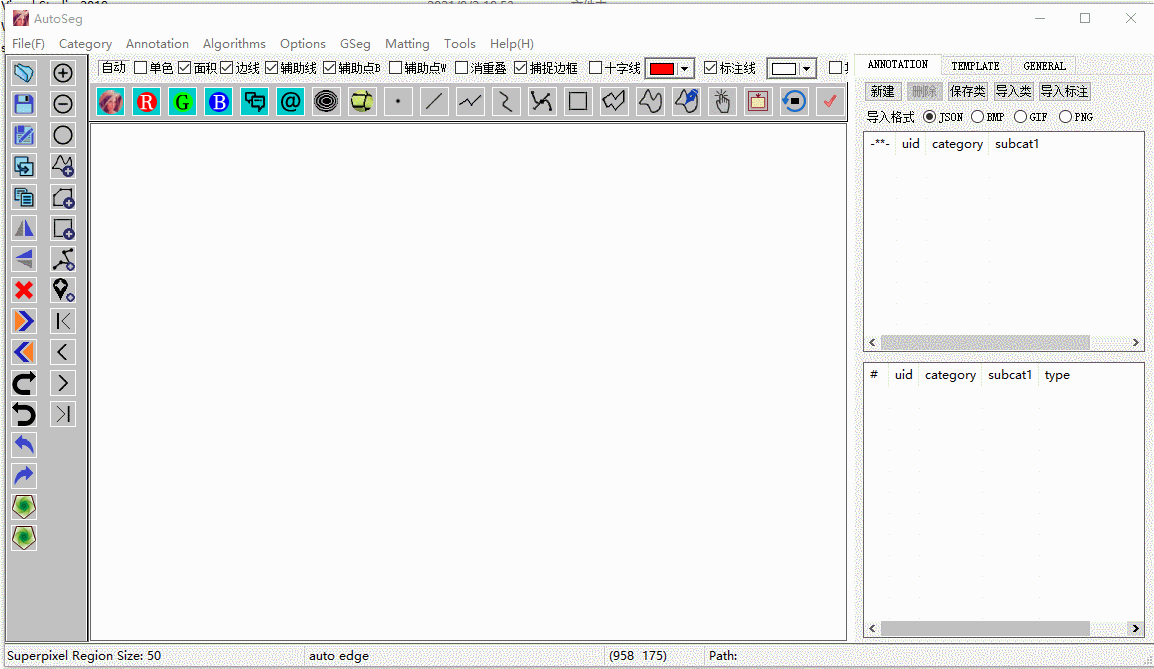 AutoSeg
File(F) Category Annotation Algorithms Options GSeg Matting Tools Help(H)
自动 单色 面积 边线 辅助线 辅助点B 辅助点W 消重叠 捕捉边框 十字线 标注线
R G B @
ANNOTATION TEMPLATE GENERAL
新建 删除 保存类 导入类 导入标注
导入格式 JSON BMP GIF PNG
-**- uid category subcat1
# uid category subcat1 type
Superpixel Region Size: 50 auto edge (958 175) Path: